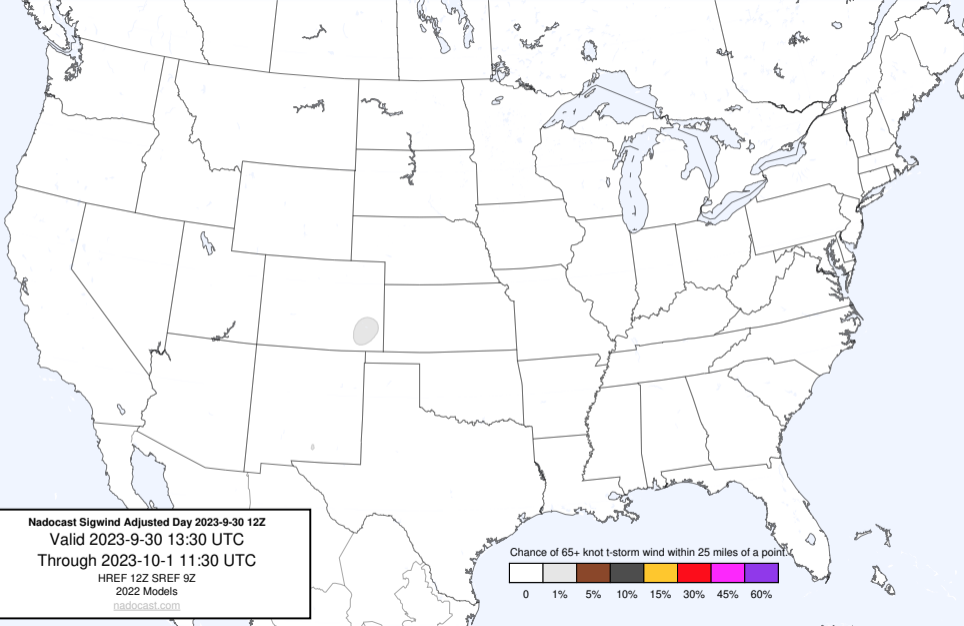 Nadocast Sigwind Adjusted Day 2023-9-30 12Z
Valid 2023-9-30 13:30 UTC
Through 2023-10-1 11:30 UTC
HREF 12Z SREF 9Z
2022 Models
nadocast.com
Chance of 65+ knot t-storm wind within 25 miles of a point.
0 1% 5% 10% 15% 30% 45% 60%